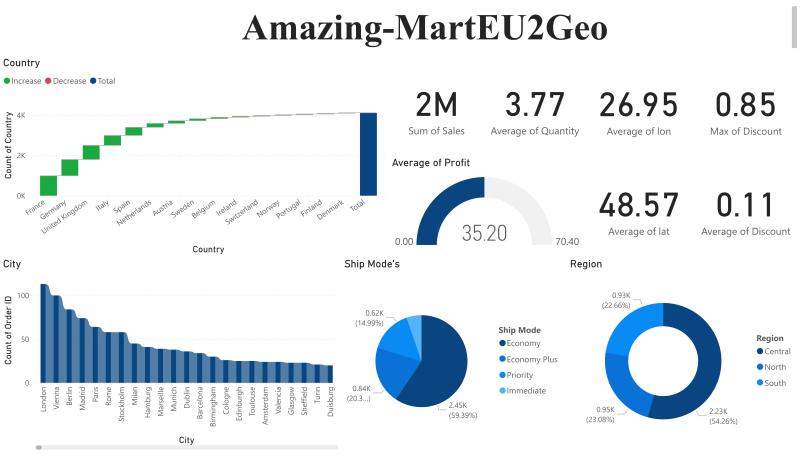 Amazing-MartEU2Geo
Country
Increase Decrease Total
Count of Country
4K
2K
0K
France
Germany
United Kingdom
Italy
Spain
Netherlands
Austria
Sweden
Belgium
Ireland
Switzerland
Norway
Portugal
Finland
Denmark
Total
Country
2M
Sum of Sales
3.77
Average of Quantity
26.95
Average of lon
0.85
Max of Discount
Average of Profit
0.00
35.20
70.40
48.57
Average of lat
0.11
Average of Discount
City
Count of Order ID
100
50
0
London
Vienna
Berlin
Madrid
Paris
Rome
Stockholm
Milan
Hamburg
Marseille
Munich
Dublin
Barcelona
Birmingham
Cologne
Edinburgh
Toulouse
Amsterdam
Valencia
Glasgow
Sheffield
Turin
Duisburg
City
Ship Mode's
0.62K
(14.99%)
0.84K
(20.3...)
2.45K
(59.39%)
Ship Mode
Economy
Economy Plus
Priority
Immediate
Region
0.93K
(22.66%)
0.95K
(23.08%)
2.23K
(54.26%)
Region
Central
North
South